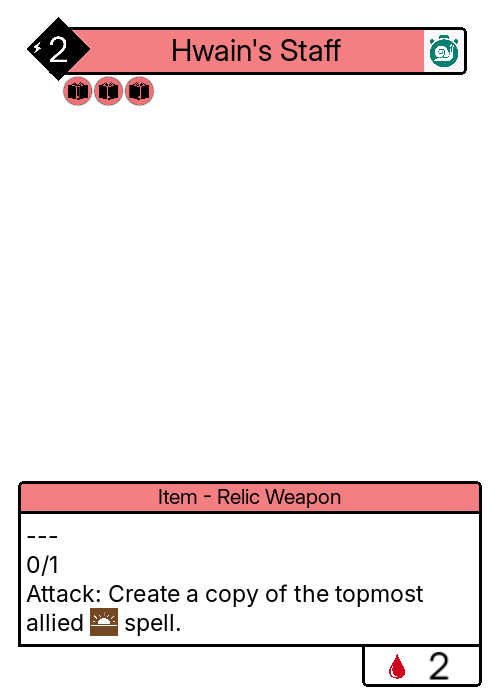 2
Hwain's Staff
Item - Relic Weapon
---
0/1
Attack: Create a copy of the topmost
allied spell.
2